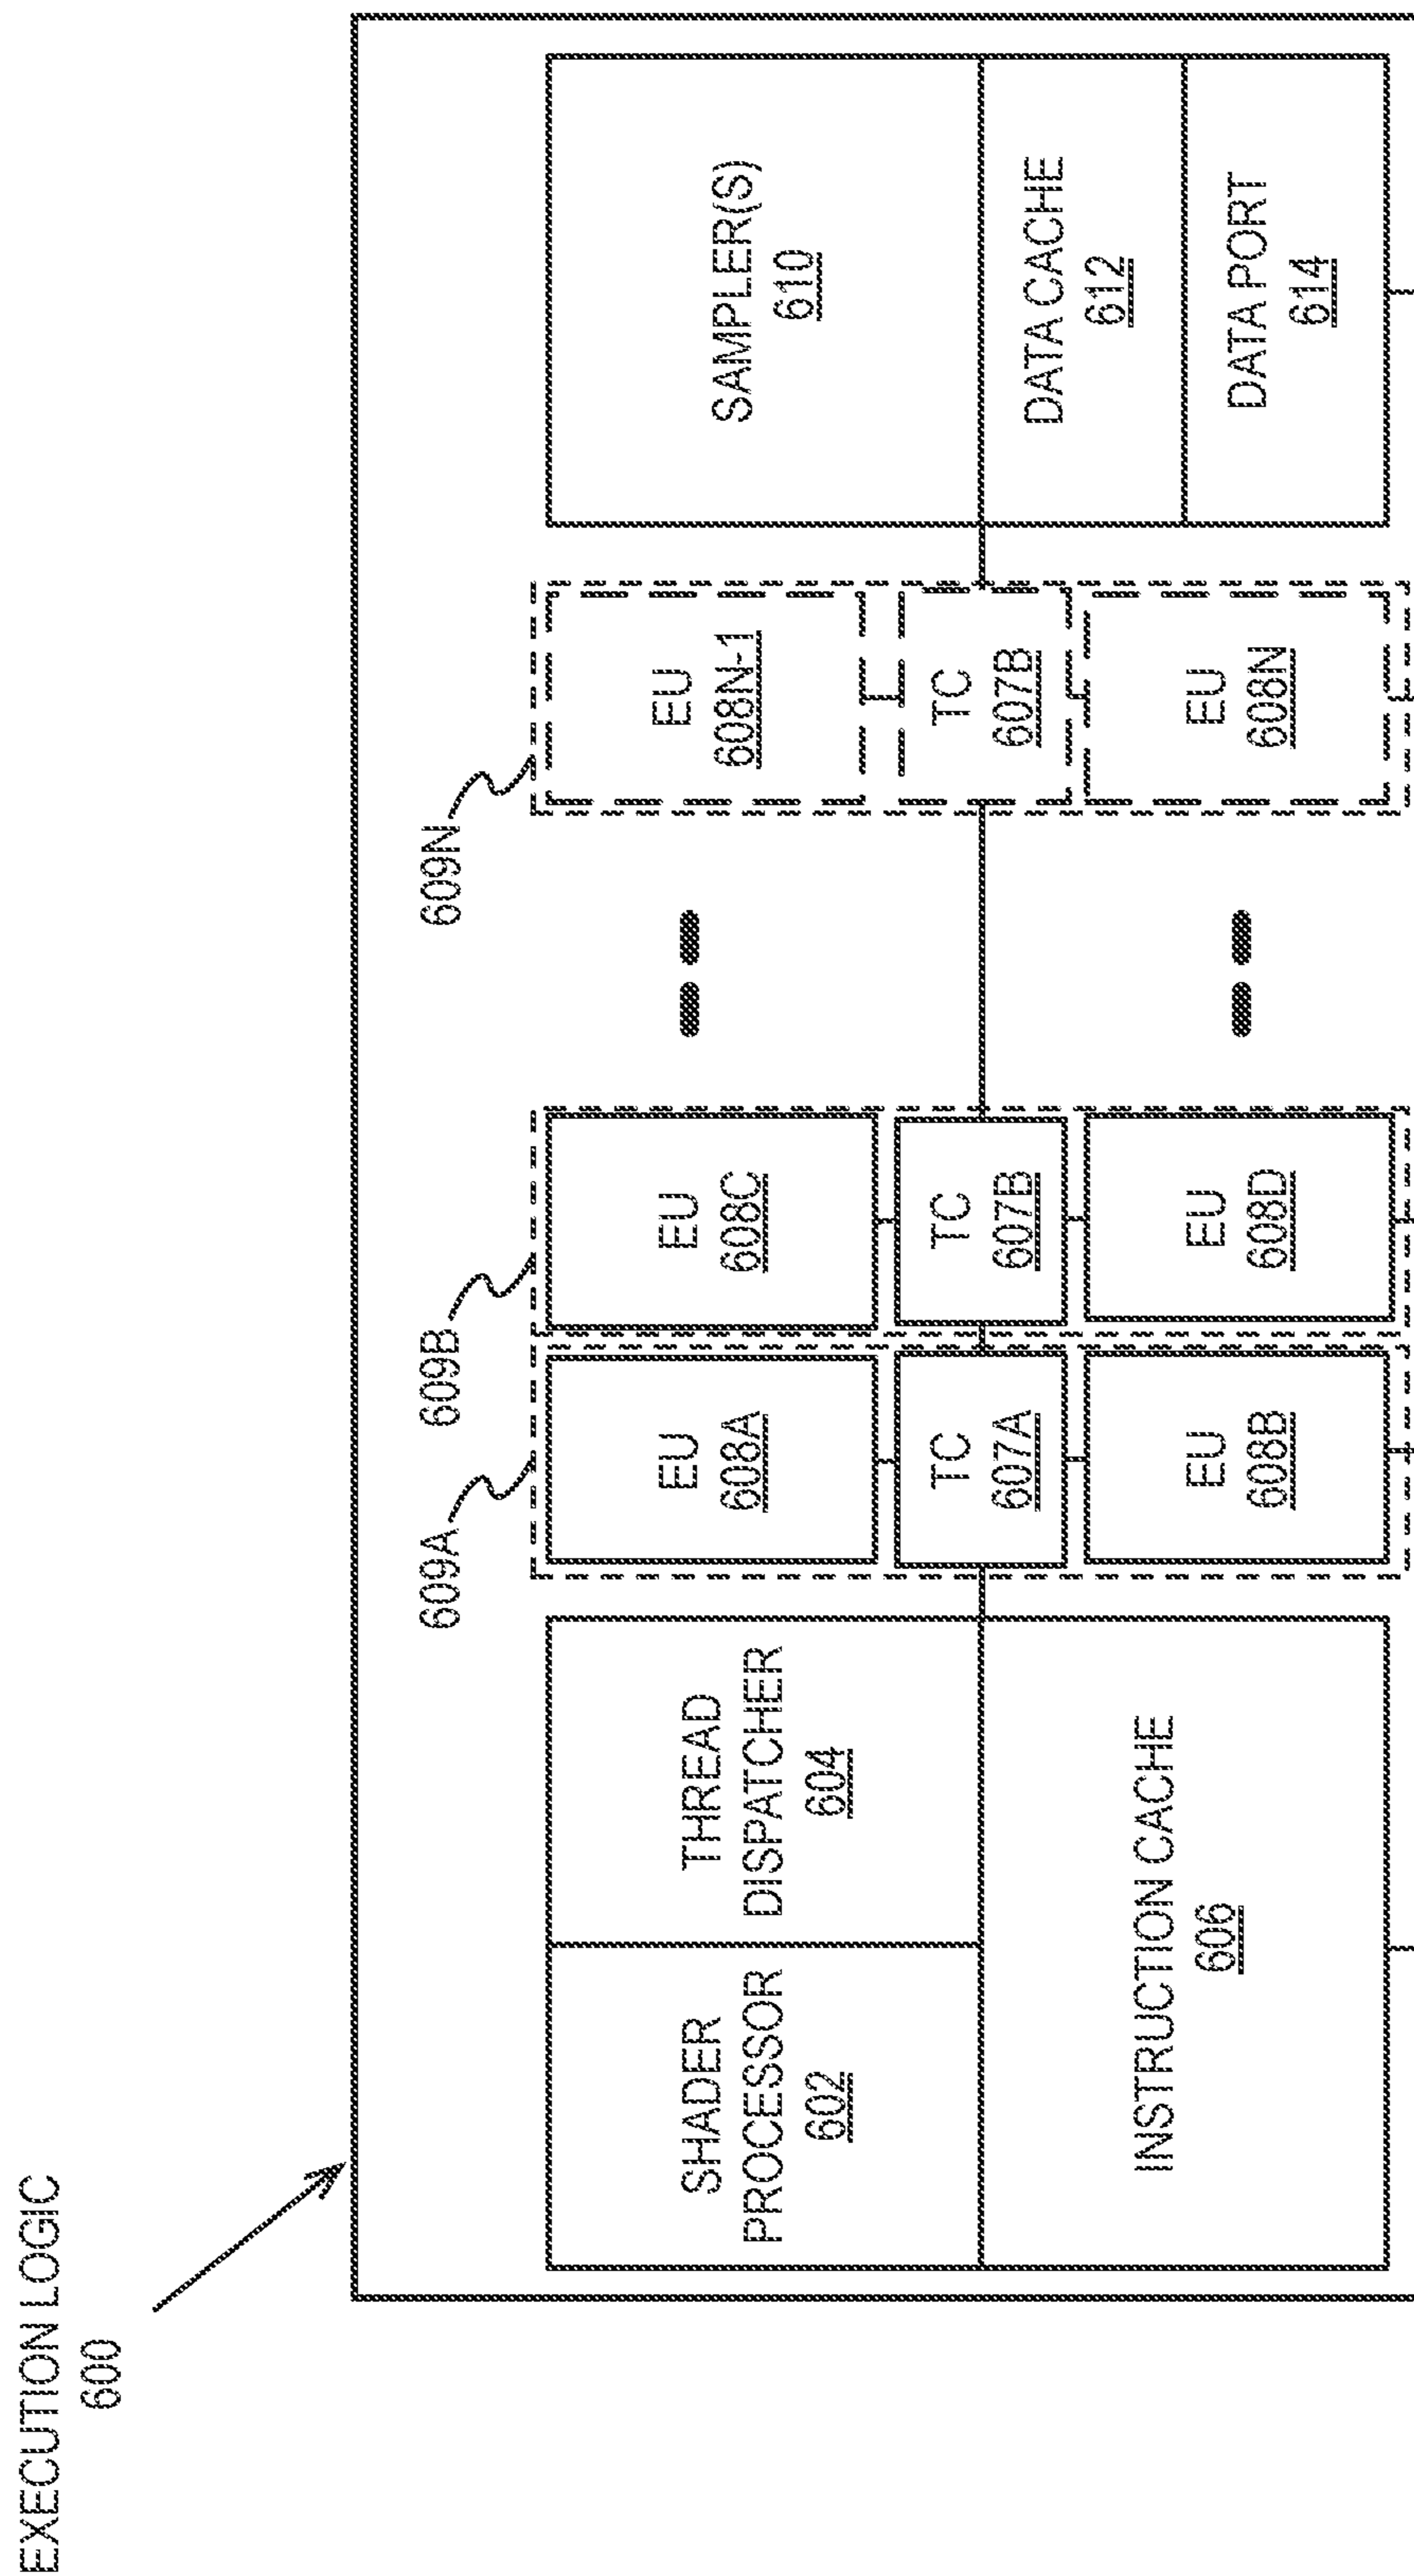 EXECUTION LOGIC
600
609A
609B
609N
SHADER
PROCESSOR
602
THREAD
DISPATCHER
604
INSTRUCTION CACHE
606
EU
608A
TC
607A
EU
608B
EU
608C
TC
607B
EU
608D
EU
608N-1
TC
607B
EU
608N
SAMPLER(S)
610
DATA CACHE
612
DATA PORT
614